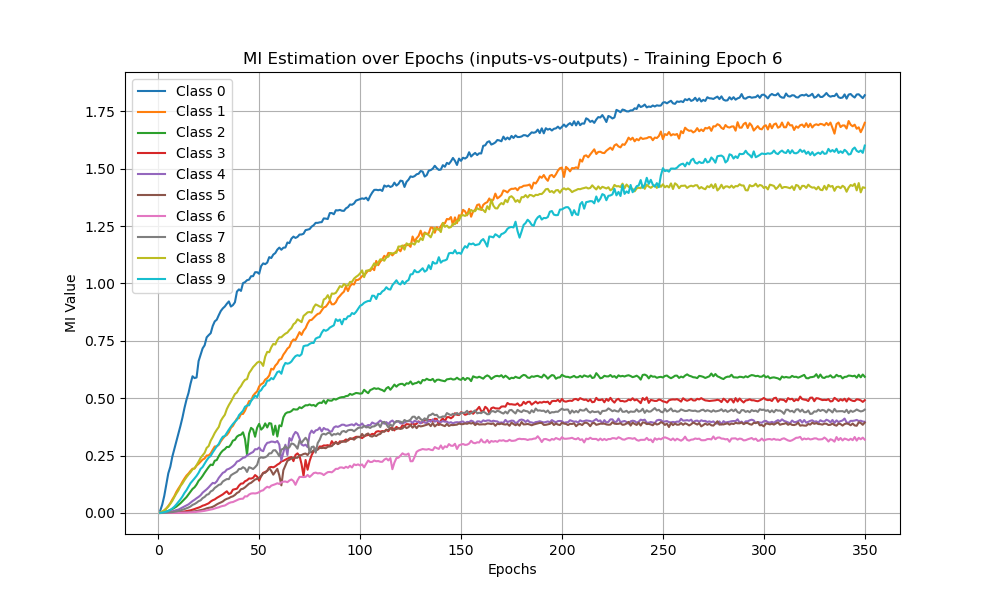 MI Estimation over Epochs (inputs-vs-outputs) - Training Epoch 6
MI Value
1.75
1.50
1.25
1.00
0.75
0.50
0.25
0.00
Class 0
Class 1
Class 2
Class 3
Class 4
Class 5
Class 6
Class 7
Class 8
Class 9
0 50 100 150 200 250 300 350
Epochs